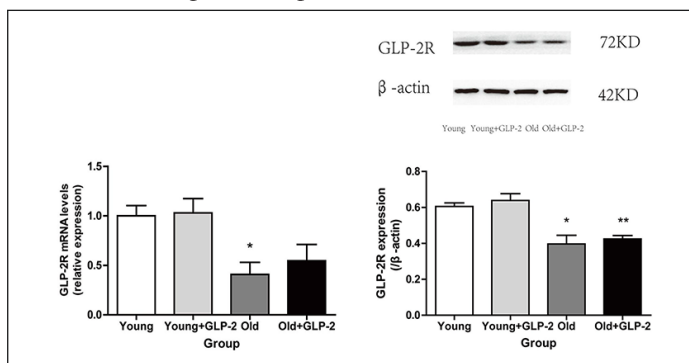 GLP-2R 72KD
β -actin 42KD
Young Young+GLP-2 Old Old+GLP-2
GLP-2R mRNA levels
(relative expression)
1.5
1.0
0.5
0.0
*
Young Young+GLP-2 Old Old+GLP-2
Group
GLP-2R expression
(/β -actin)
0.8
0.6
0.4
0.2
0.0
* **
Young Young+GLP-2 Old Old+GLP-2
Group